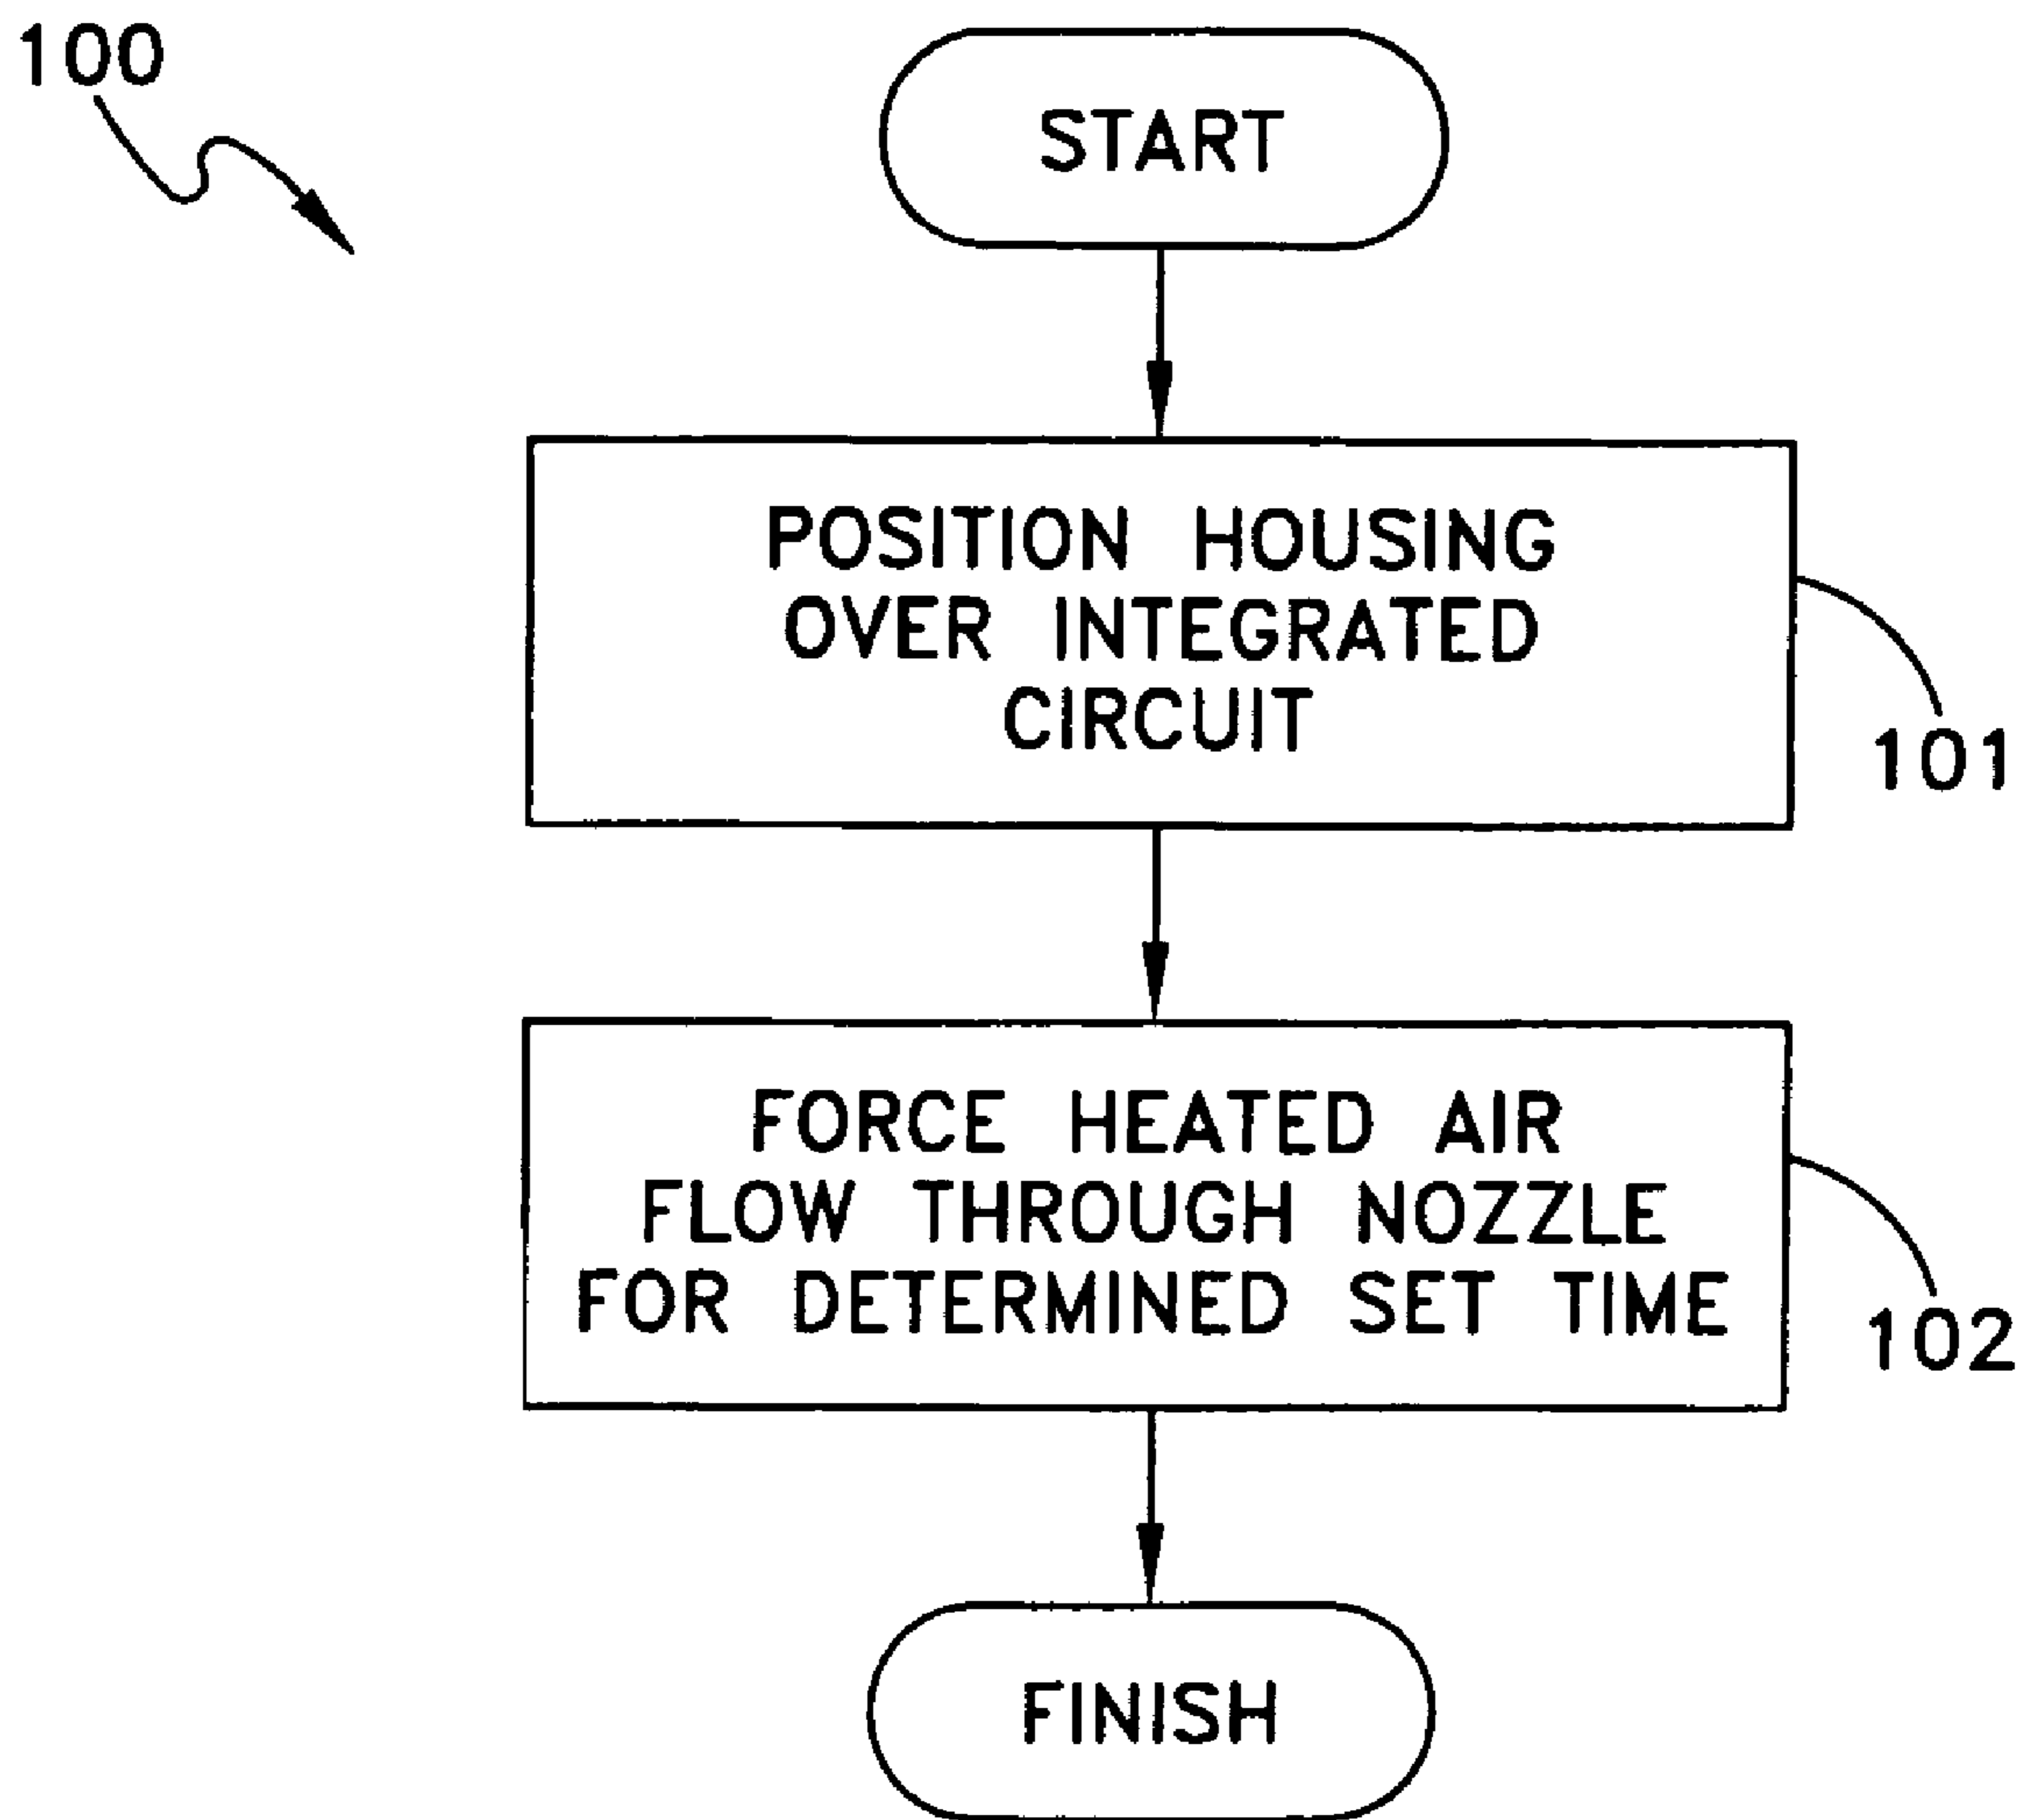 100
START
POSITION HOUSING
OVER INTEGRATED
CIRCUIT
101
FORCE HEATED AIR
FLOW THROUGH NOZZLE
FOR DETERMINED SET TIME
102
FINISH